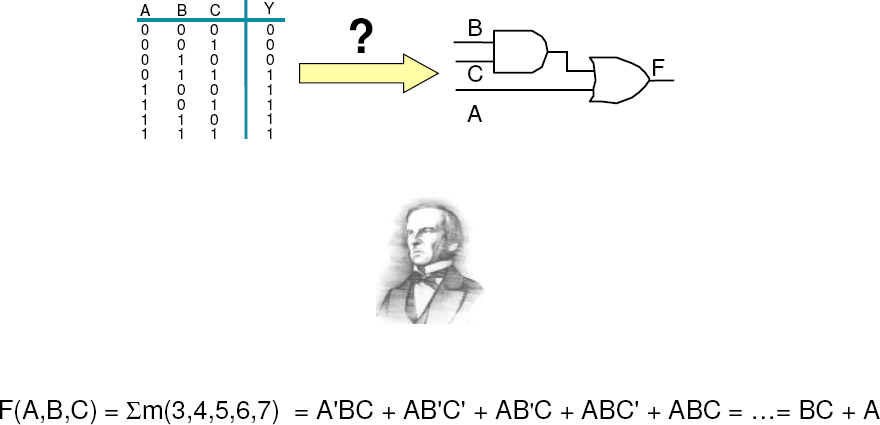 A B C Y
0 0 0 0
0 0 1 0
0 1 0 0
0 1 1 1
1 0 0 1
1 0 1 1
1 1 0 1
1 1 1 1
?
B
C
A
F
F(A,B,C) = Σm(3,4,5,6,7) = A'BC + AB'C' + AB'C + ABC' + ABC = …= BC + A